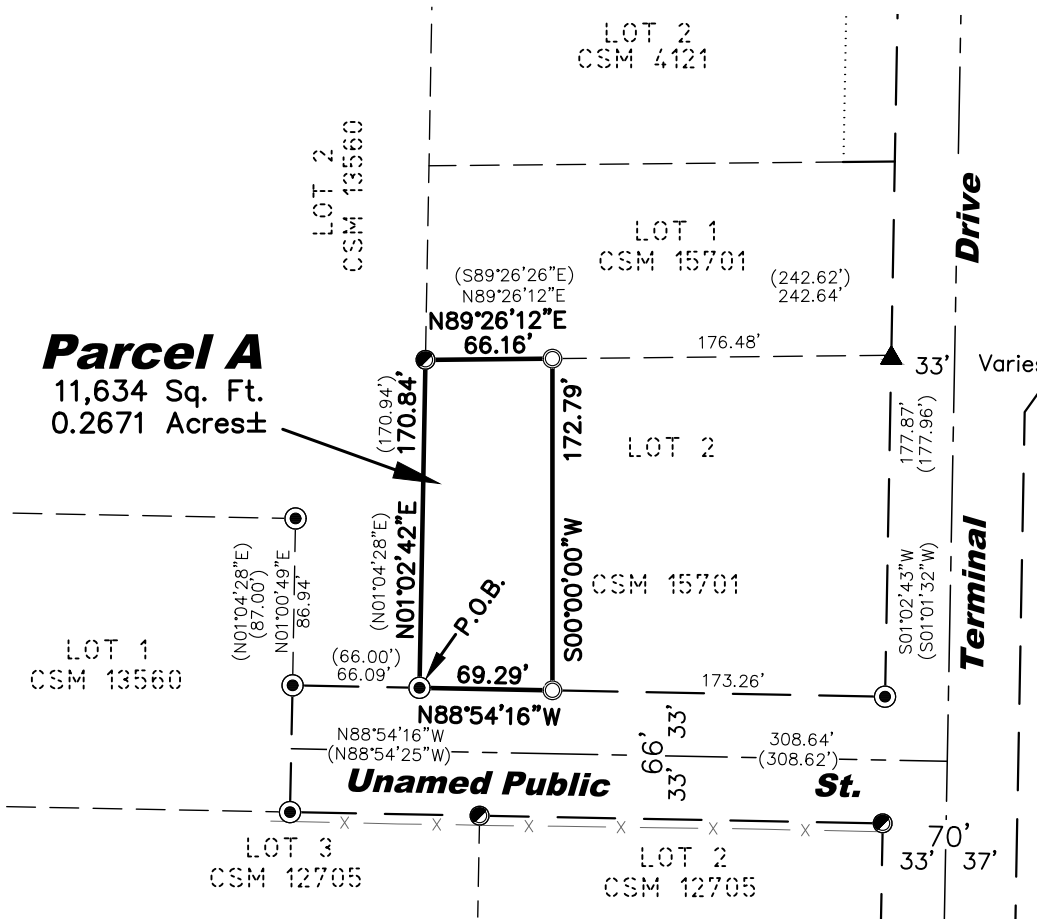 LOT 2
CSM 4121
LOT 2
CSM 13560
Drive
LOT 1
CSM 15701
(S89°26'26"E)
N89°26'12"E
(242.62')
242.64'
N89°26'12"E
66.16'
176.48'
33'
Varies
Parcel A
11,634 Sq. Ft.
0.2671 Acres±
(170.94')
170.84'
172.79'
177.87'
(177.96')
LOT 2
CSM 15701
(N01°04'28"E)
N01°02'42"E
S00°00'00"W
S01°02'43"W
(S01°01'32"W)
Terminal
(N01°04'28"E)
(87.00')
N01°00'49"E
86.94'
P.O.B.
LOT 1
CSM 13560
(66.00')
66.09'
69.29'
173.26'
N88°54'16"W
N88°54'16"W
(N88°54'25"W)
33'
66'
33'
308.64'
(308.62')
Unamed Public St.
X X X X X X
LOT 3
CSM 12705
LOT 2
CSM 12705
70'
33' 37'